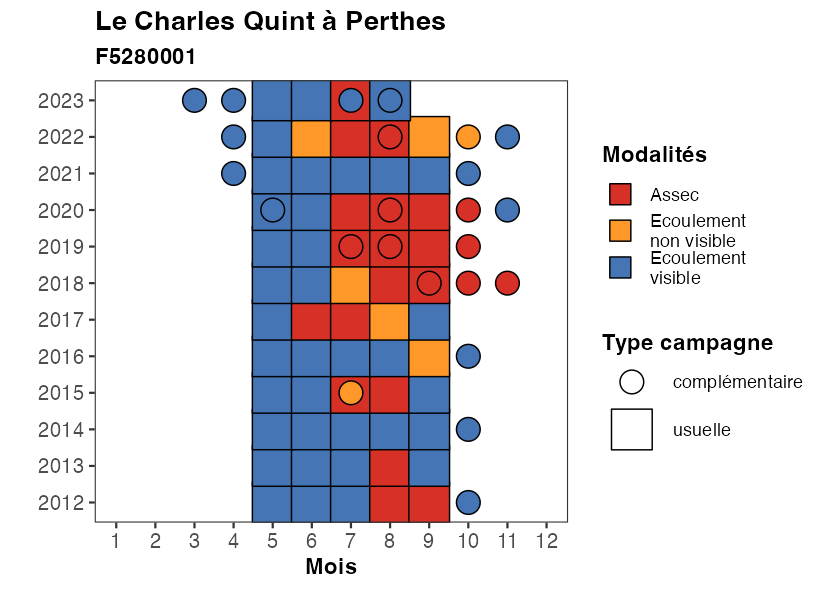 Le Charles Quint à Perthes
F5280001
2023
2022
2021
2020
2019
2018
2017
2016
2015
2014
2013
2012
1 2 3 4 5 6 7 8 9 10 11 12
Mois
Modalités
Assec
Ecoulement
non visible
Ecoulement
visible
Type campagne
complémentaire
usuelle